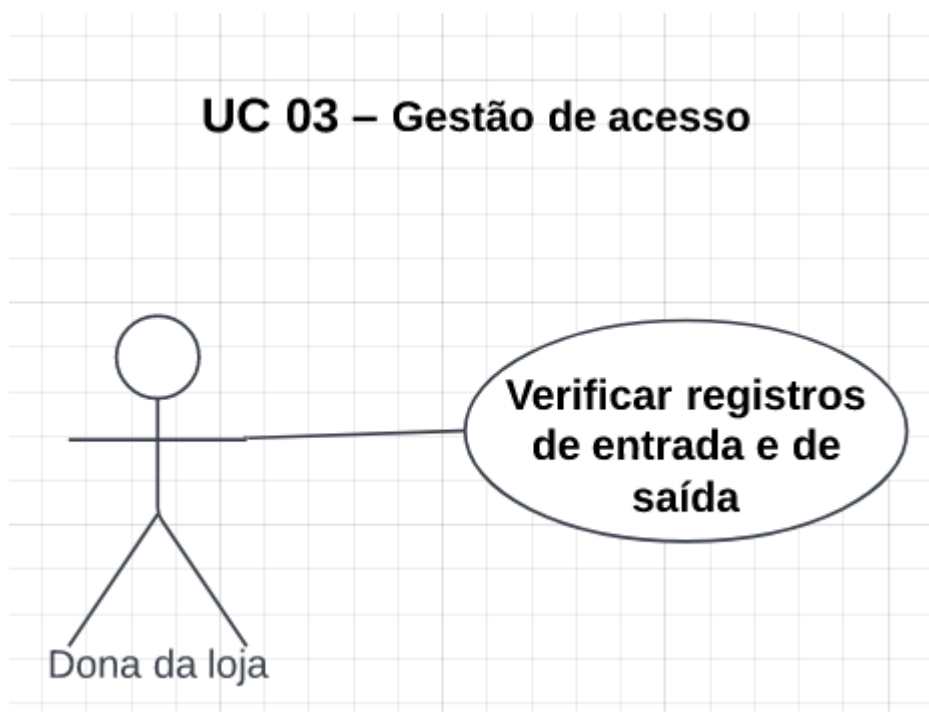 UC 03 – Gestão de acesso
Verificar registros
de entrada e de
saída
Dona da loja